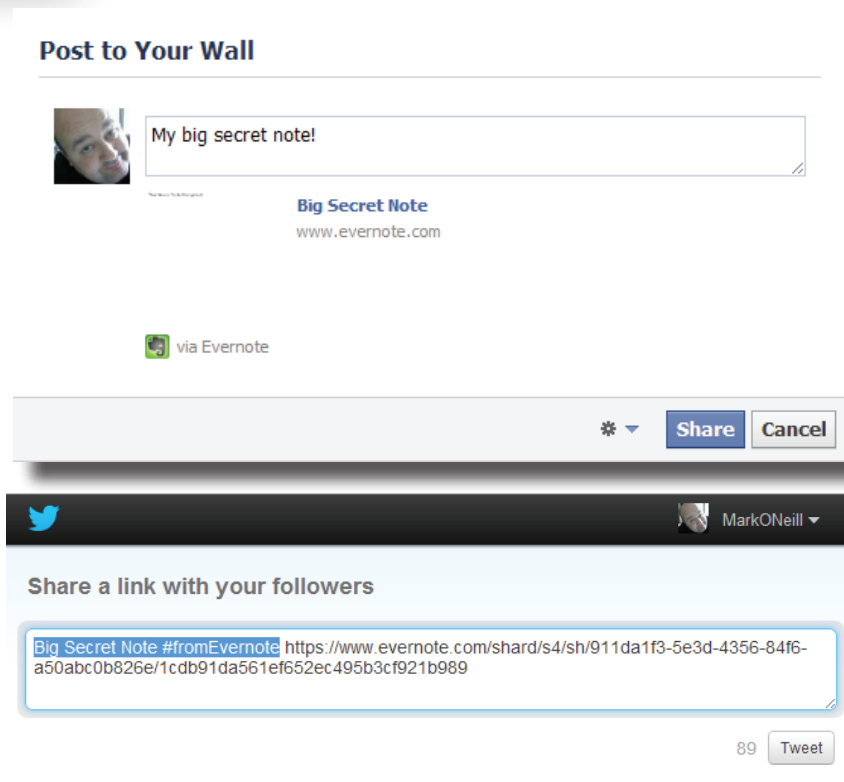 Post to Your Wall
My big secret note!
Big Secret Note
www.evernote.com
via Evernote
Share Cancel
MarkONeill
Share a link with your followers
Big Secret Note #fromEvernote https://www.evernote.com/shard/s4/sh/911da1f3-5e3d-4356-84f6-
a50abc0b826e/1cdb91da561ef652ec495b3cf921b989
89 Tweet